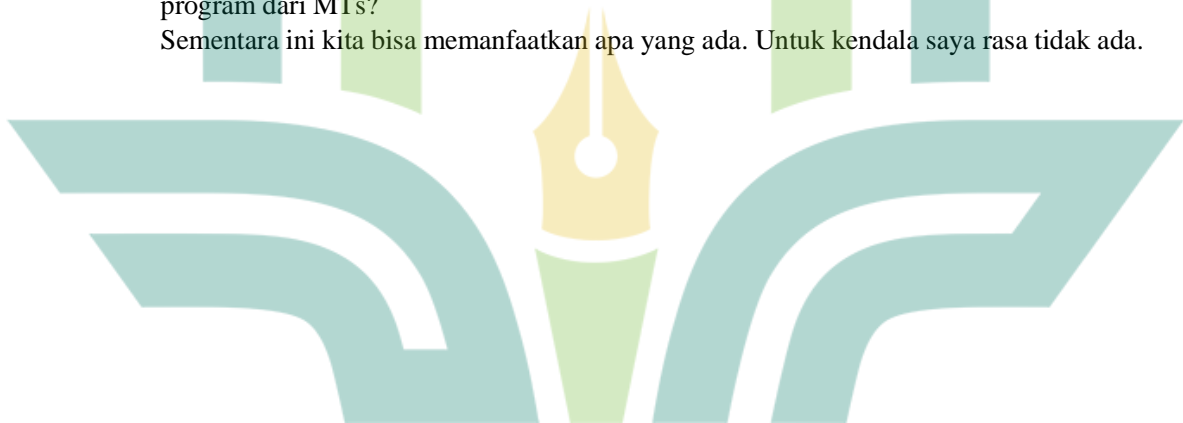 program dari MTs?
Sementara ini kita bisa memanfaatkan apa yang ada. Untuk kendala saya rasa tidak ada.